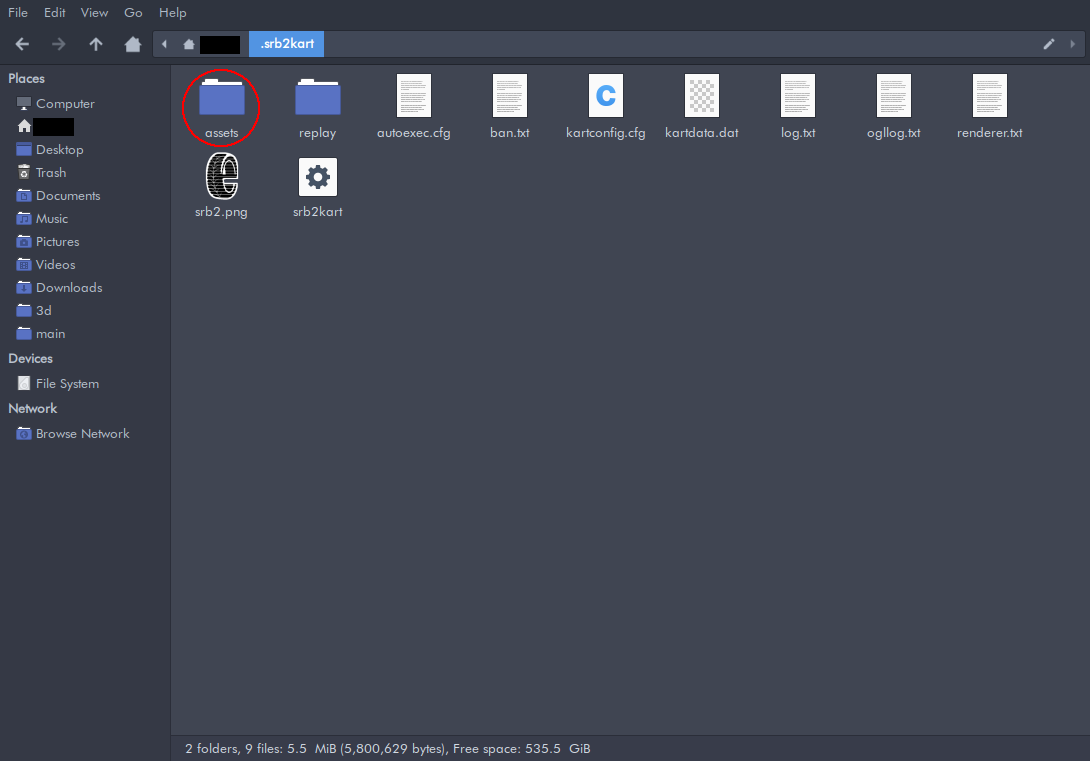 File Edit View Go Help
.srb2kart
Places
Computer
Desktop
Trash
Documents
Music
Pictures
Videos
Downloads
3d
main
Devices
File System
Network
Browse Network
assets replay autoexec.cfg ban.txt kartconfig.cfg kartdata.dat log.txt ogllog.txt renderer.txt
srb2.png srb2kart
2 folders, 9 files: 5.5 MiB (5,800,629 bytes), Free space: 535.5 GiB